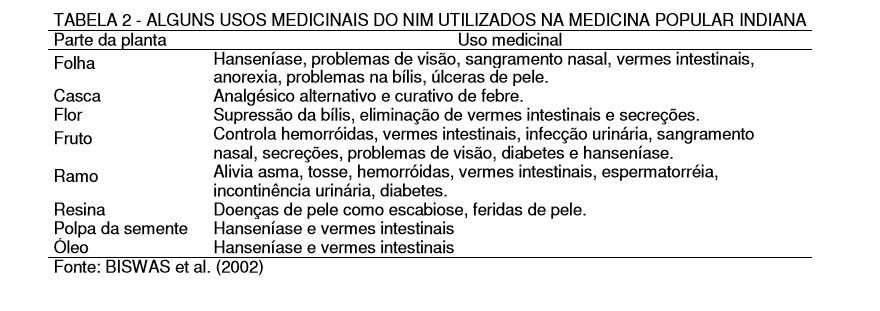 TABELA 2 - ALGUNS USOS MEDICINAIS DO NIM UTILIZADOS NA MEDICINA POPULAR INDIANA
Parte da planta Uso medicinal
Folha Hanseníase, problemas de visão, sangramento nasal, vermes intestinais,
anorexia, problemas na bílis, úlceras de pele.
Casca Analgésico alternativo e curativo de febre.
Flor Supressão da bílis, eliminação de vermes intestinais e secreções.
Fruto Controla hemorróidas, vermes intestinais, infecção urinária, sangramento
nasal, secreções, problemas de visão, diabetes e hanseníase.
Ramo Alivia asma, tosse, hemorróidas, vermes intestinais, espermatorréia,
incontinência urinária, diabetes.
Resina Doenças de pele como escabiose, feridas de pele.
Polpa da semente Hanseníase e vermes intestinais
Óleo Hanseníase e vermes intestinais
Fonte: BISWAS et al. (2002)